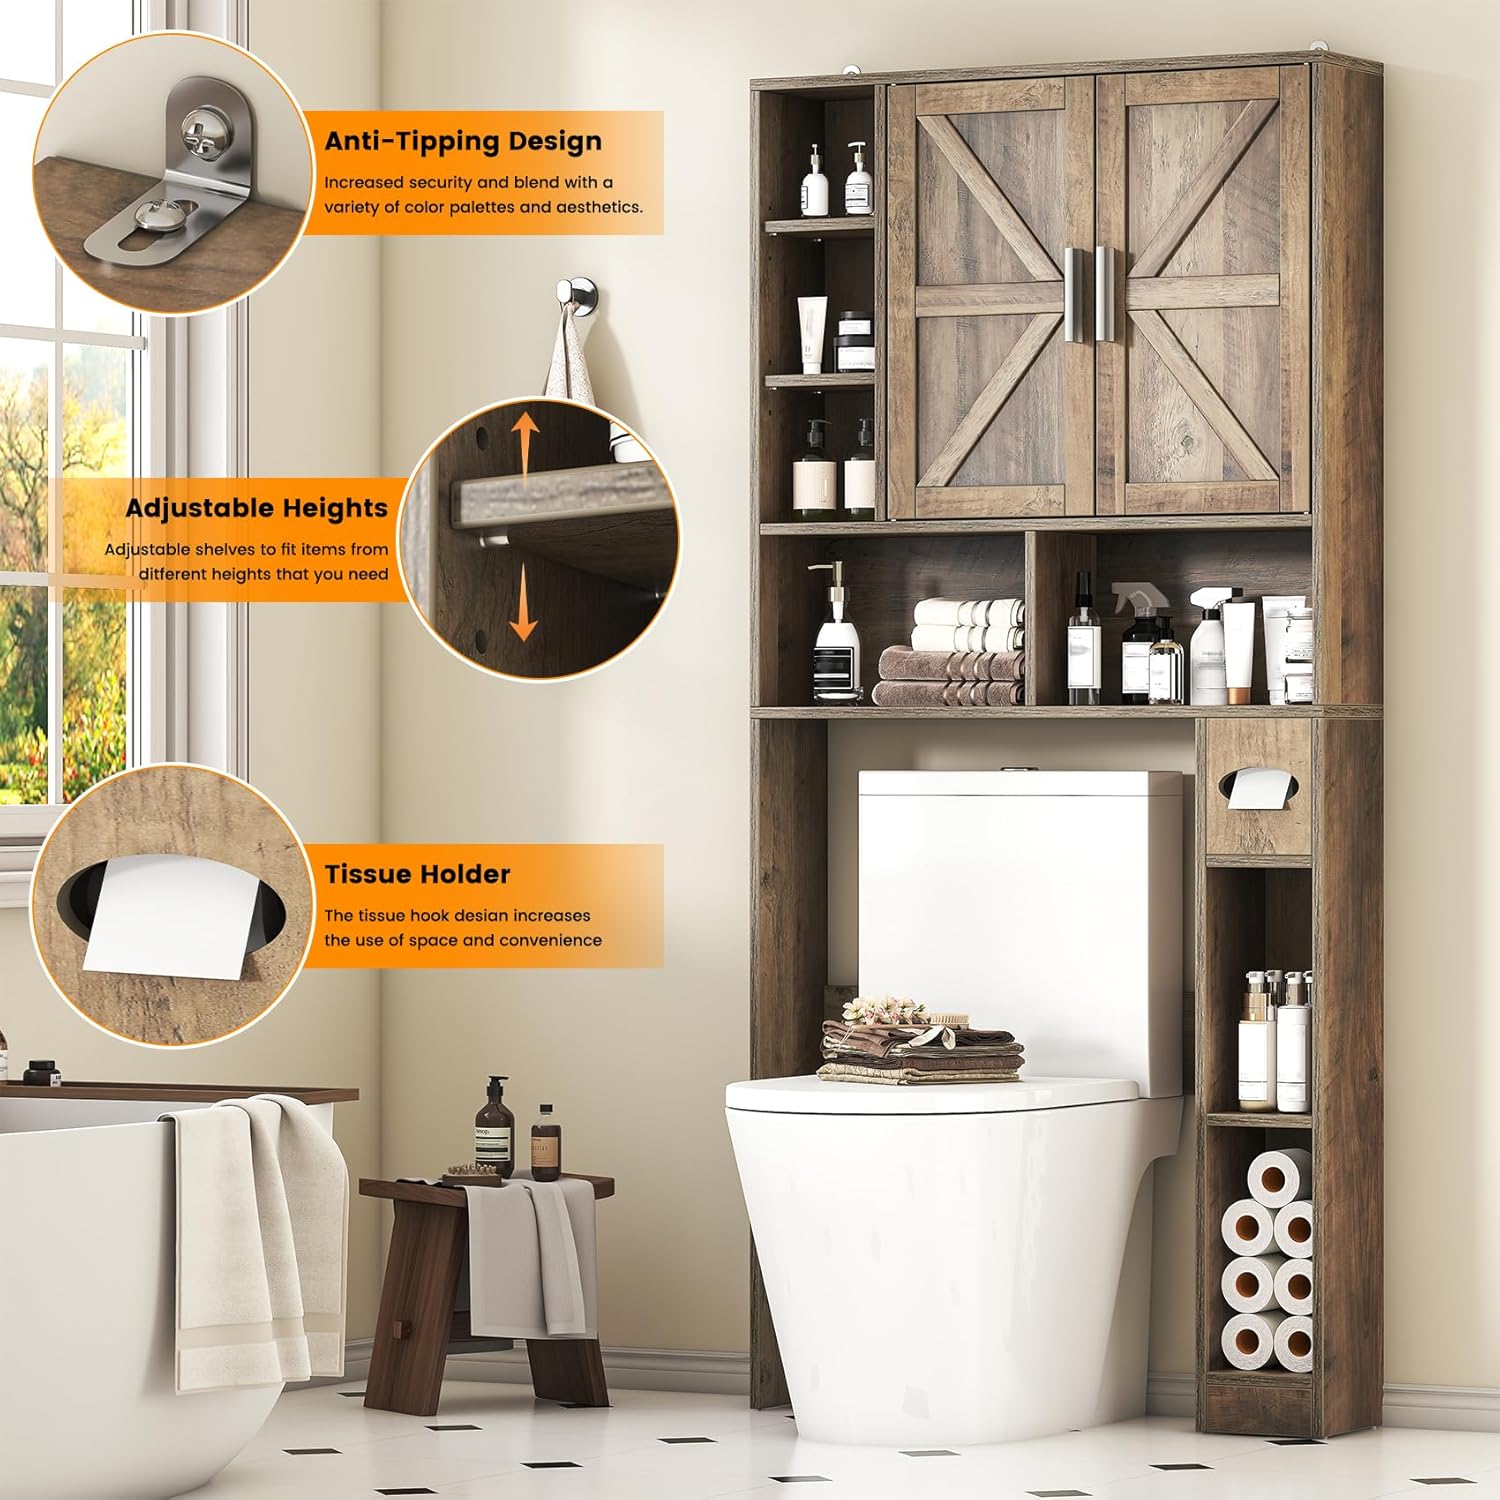 Anti-Tipping Design
Increased security and blend with a
variety of color palettes and aesthetics.
Adjustable Heights
Adjustable shelves to fit items from
different heights that you need
Tissue Holder
The tissue hook desian increases
the use of space and convenience